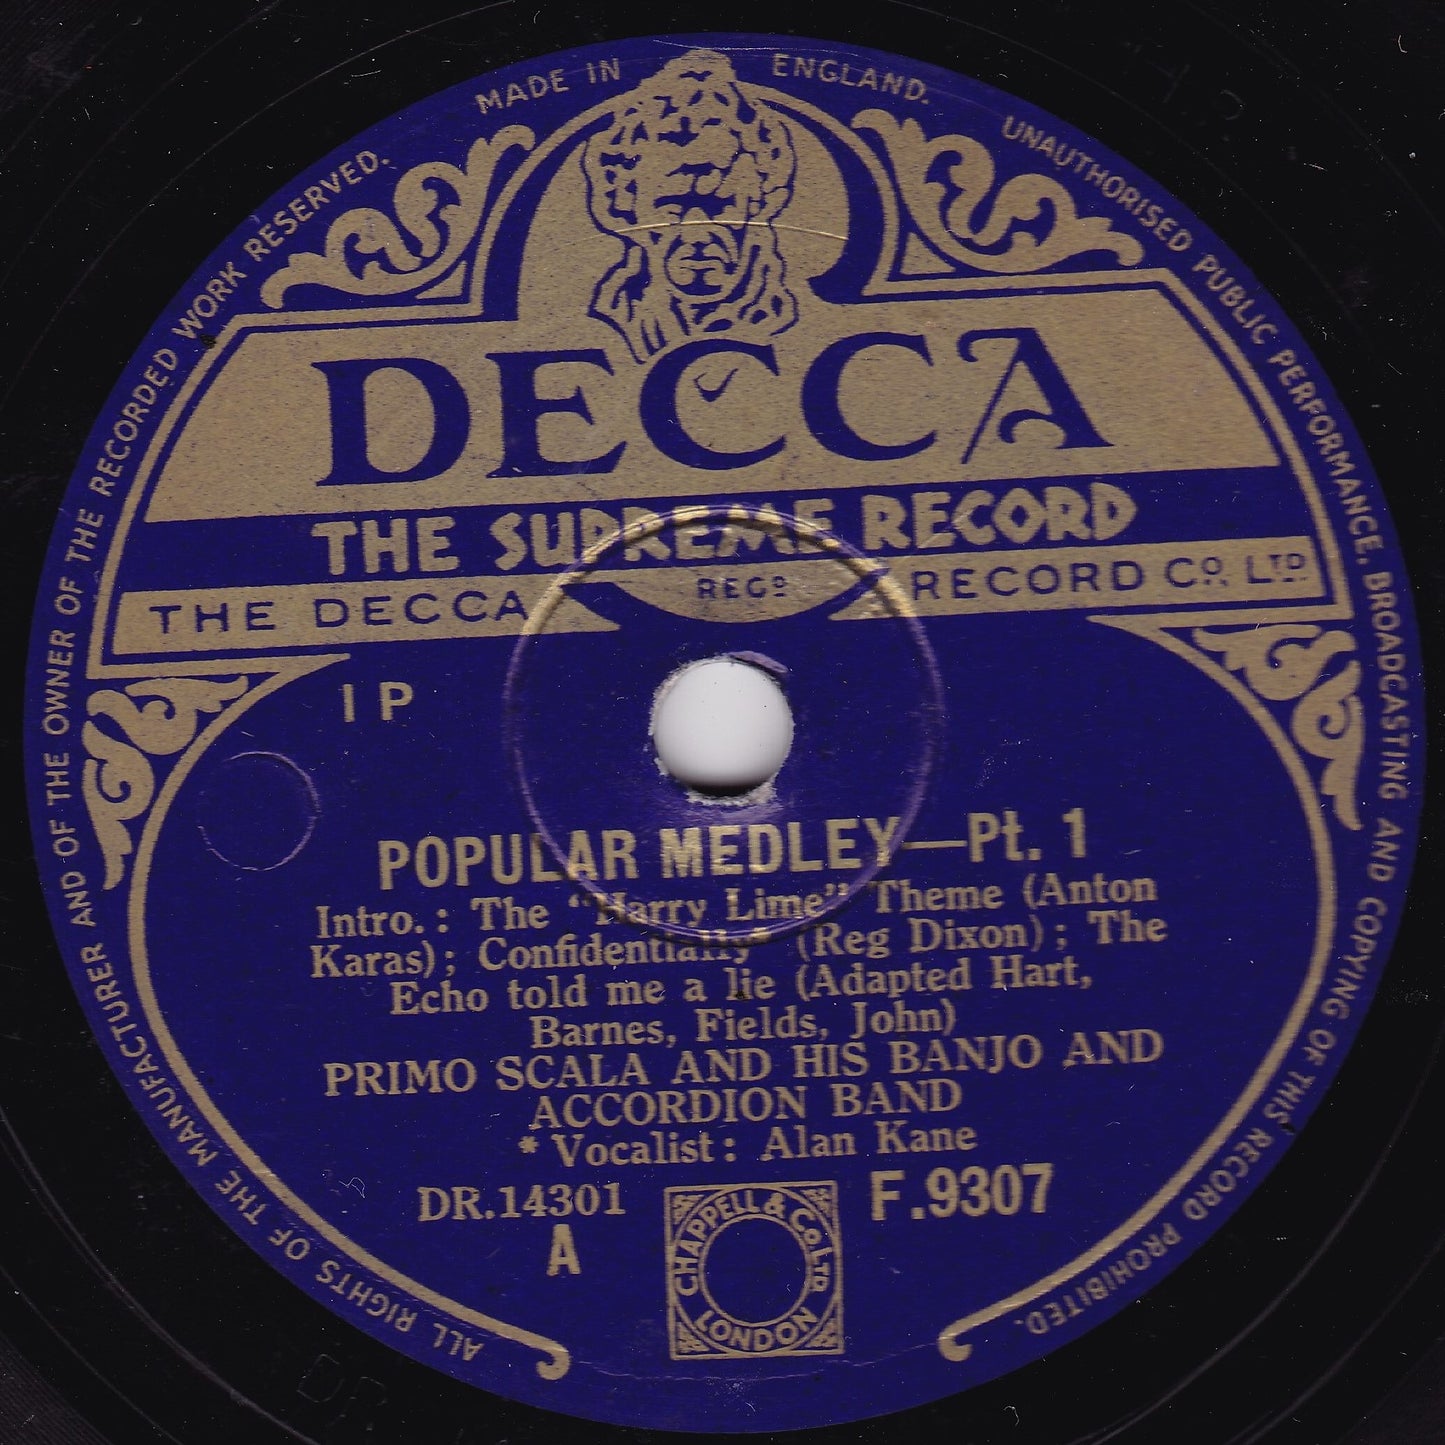 MADE IN ENGLAND.
UNAUTHORISED PUBLIC PERFORMANCE, BROADCASTING AND COPYING OF THIS RECORD PROHIBITED.
ALL RIGHTS OF THE MANUFACTURER AND OF THE OWNER OF THE RECORDED WORK RESERVED.
DECCA
THE SUPREME RECORD
THE DECCA REGD RECORD CO. LTD.
1 P
POPULAR MEDLEY—Pt. 1
Intro.: The "Harry Lime" Theme (Anton
Karas); Confidentially* (Reg Dixon); The
Echo told me a lie (Adapted Hart,
Barnes, Fields, John)
PRIMO SCALA AND HIS BANJO AND
ACCORDION BAND
* Vocalist: Alan Kane
DR.14301
F.9307
A
CHAPPELL & Co LTD
LONDON